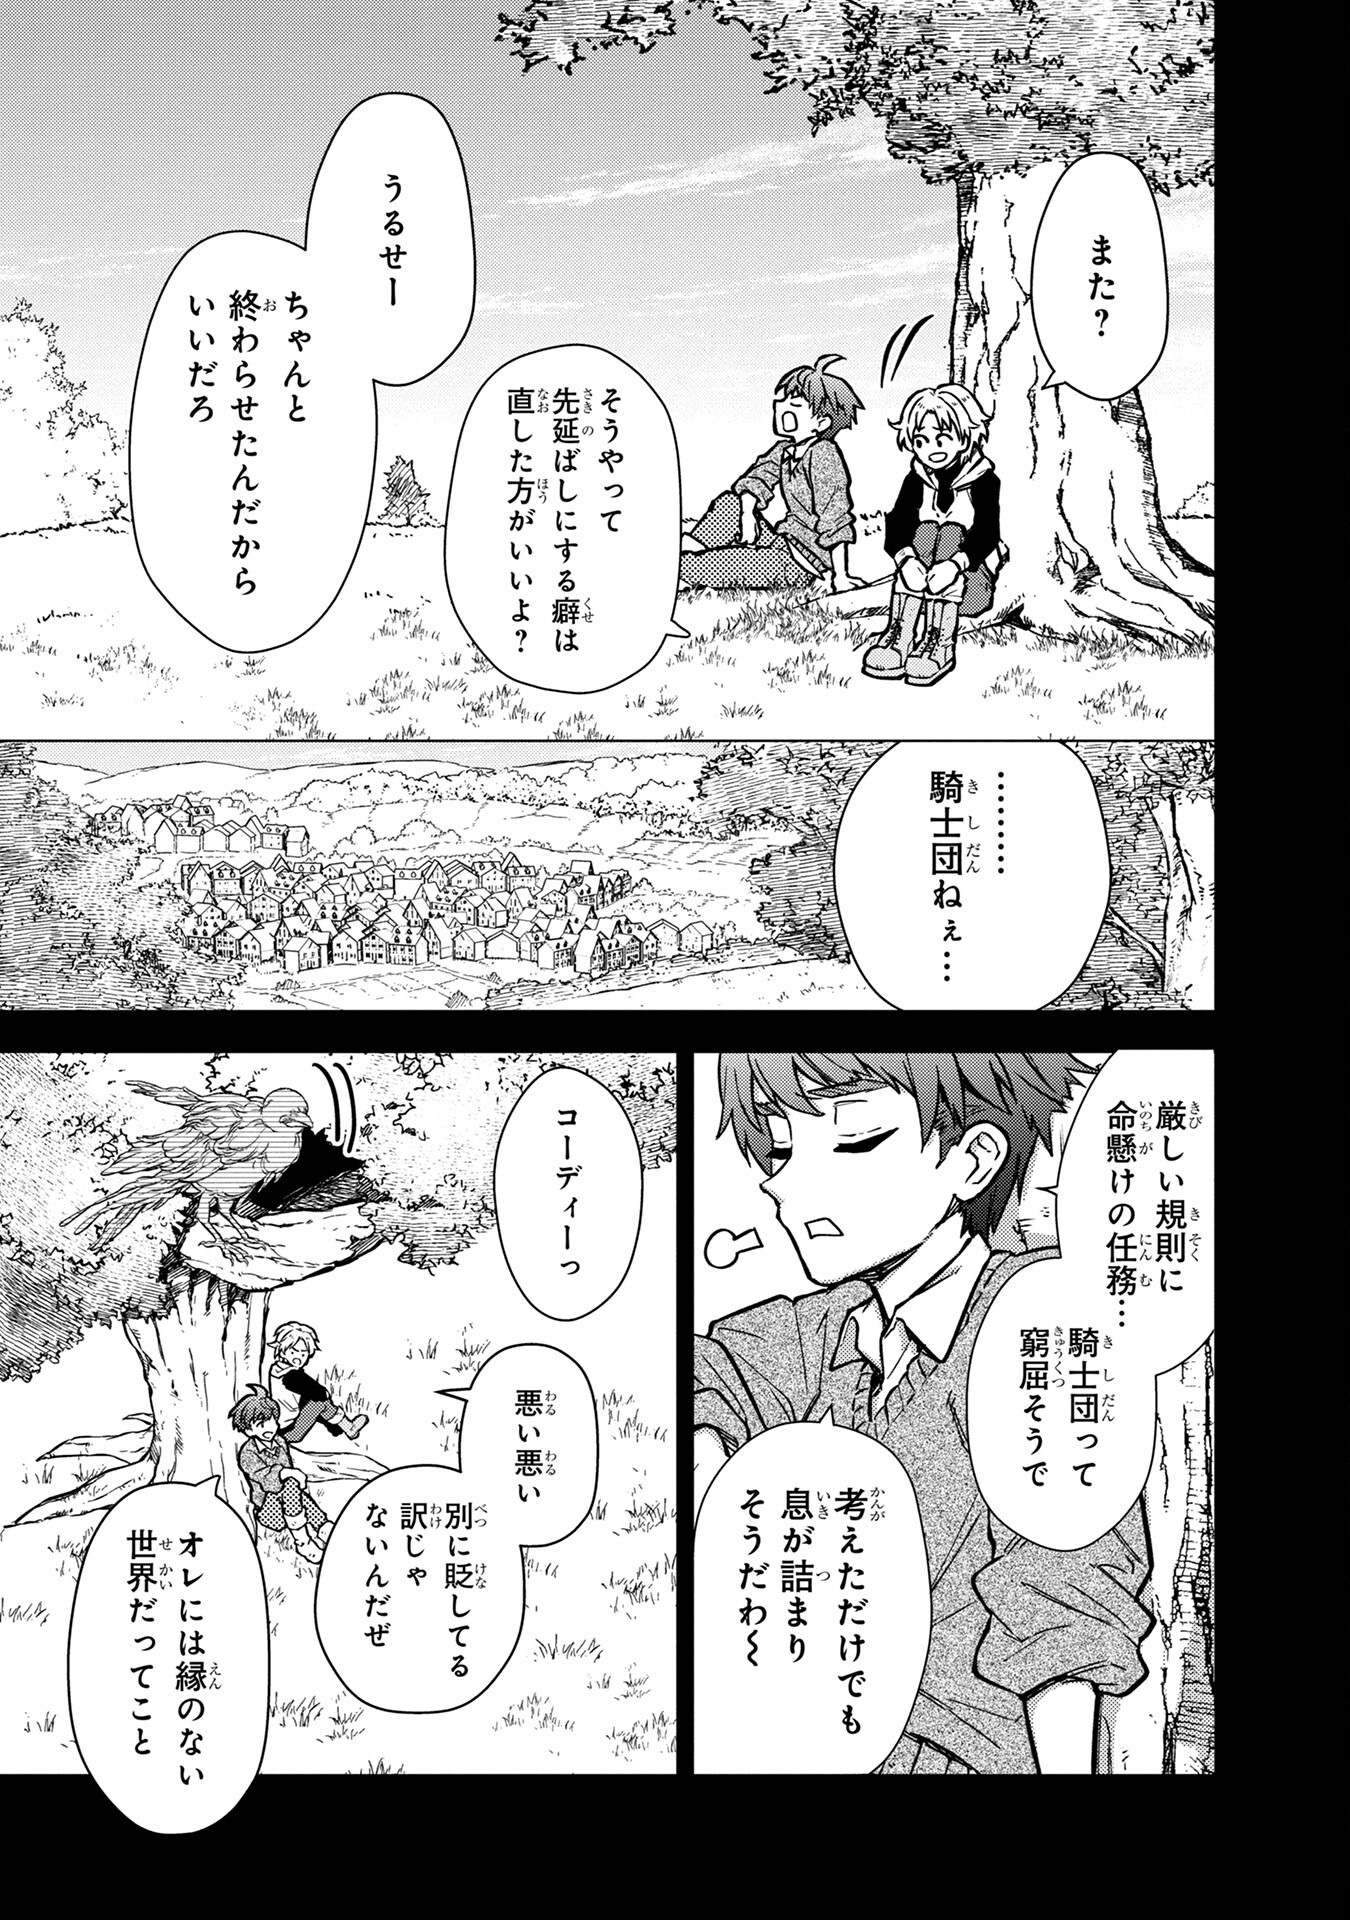 また？
そうやって
先延ばしにする癖は
直した方がいいよ？
うるせー
ちゃんと
終わらせたんだから
いいだろ
………
騎士団ねぇ…
厳しい規則に
命懸けの任務…
騎士団って
窮屈そうで
考えただけでも
息が詰まり
そうだわ〜
コーディーっ
悪い悪い
別に貶してる
訳じゃ
ないんだぜ
オレには縁のない
世界だってこと